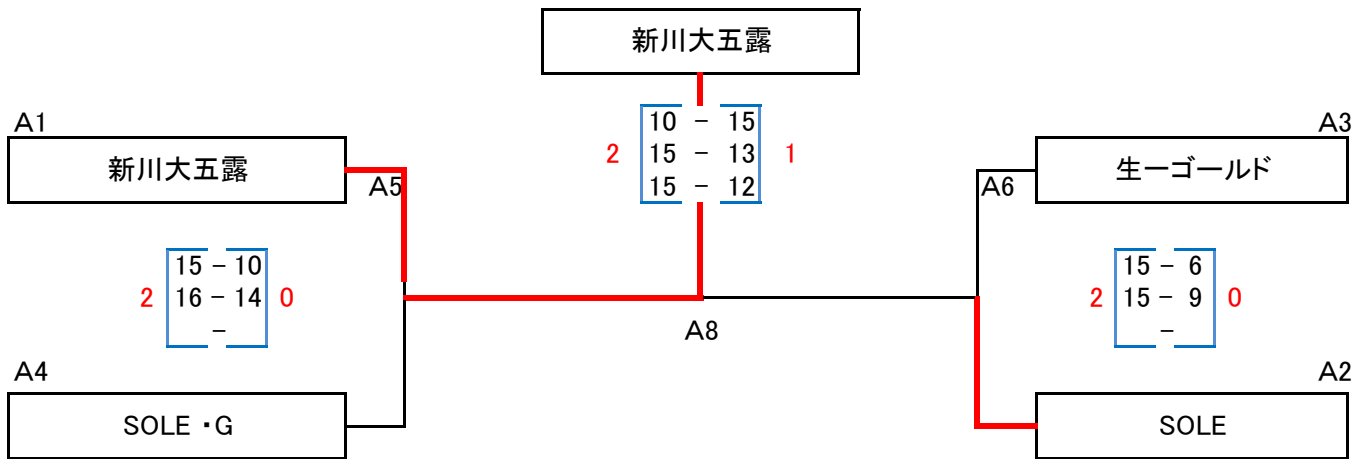 新川大五露
A1
新川大五露
A5
10 － 15
2 15 － 13 1
15 － 12
A3
生一ゴールド
A6
15 － 10
2 16 － 14 0
－
15 － 6
2 15 － 9 0
－
A8
A4
SOLE・G
A2
SOLE